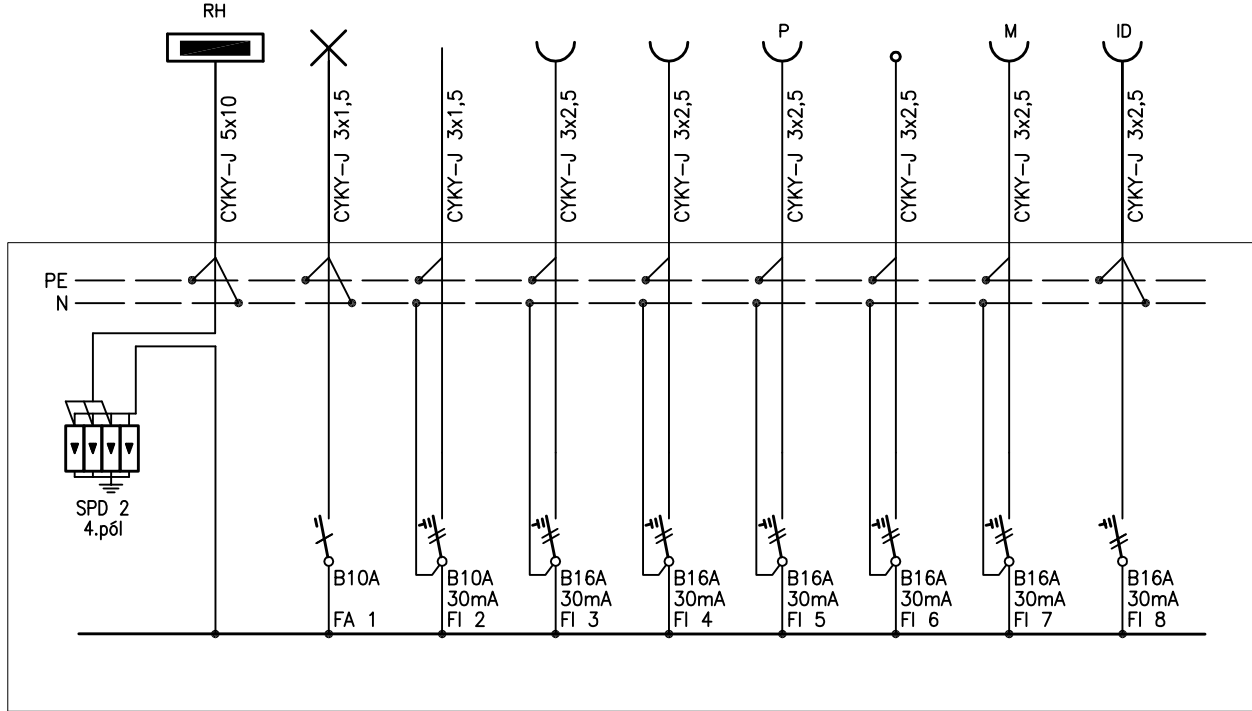 RH
P
M
ID
CYKY-J 5x10
CYKY-J 3x1,5
CYKY-J 3x1,5
CYKY-J 3x2,5
CYKY-J 3x2,5
CYKY-J 3x2,5
CYKY-J 3x2,5
CYKY-J 3x2,5
CYKY-J 3x2,5
PE
N
SPD 2
4.pól
B10A
FA 1
B10A
30mA
FI 2
B16A
30mA
FI 3
B16A
30mA
FI 4
B16A
30mA
FI 5
B16A
30mA
FI 6
B16A
30mA
FI 7
B16A
30mA
FI 8